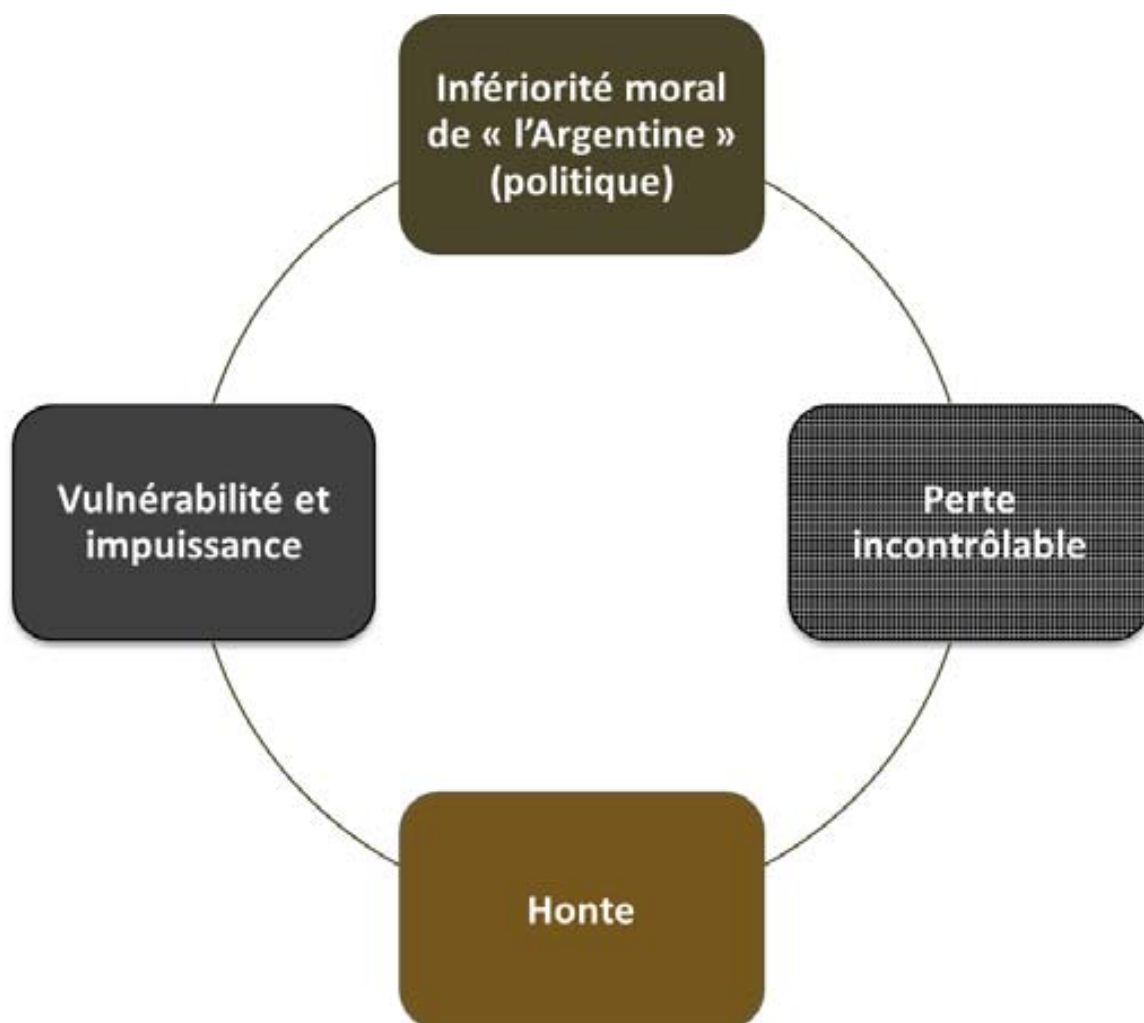 Infériorité moral
de « l'Argentine »
(politique)
Vulnérabilité et
impuissance
Perte
incontrôlable
Honte